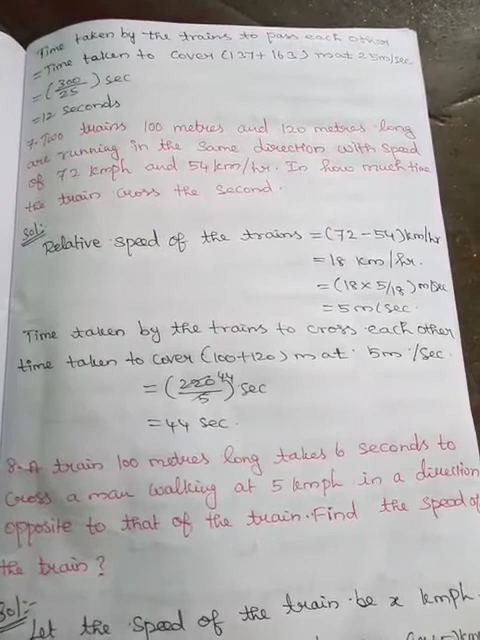 Time taken by the trains to pass each other
= Time taken to cover (137+163) m at 25m/sec
= (300/25) sec
= 12 seconds
7. Two trains 100 metres and 120 metres long
are running in the same direction with speed
of 72 kmph and 54 km/hr. In how much time
the train cross the second.
Sol:
Relative speed of the trains = (72-54) km/hr
= 18 km/hr.
= (18 x 5/18) m/sec
= 5m/sec.
Time taken by the trains to cross each other
time taken to cover (100+120) m at 5m/sec.
= (220/5)44 sec
= 44 sec.
8. A train 100 metres long takes 6 seconds to
cross a man walking at 5 kmph in a direction
opposite to that of the train. Find the speed of
the train?
Sol:-
Let the speed of the train be x kmph.